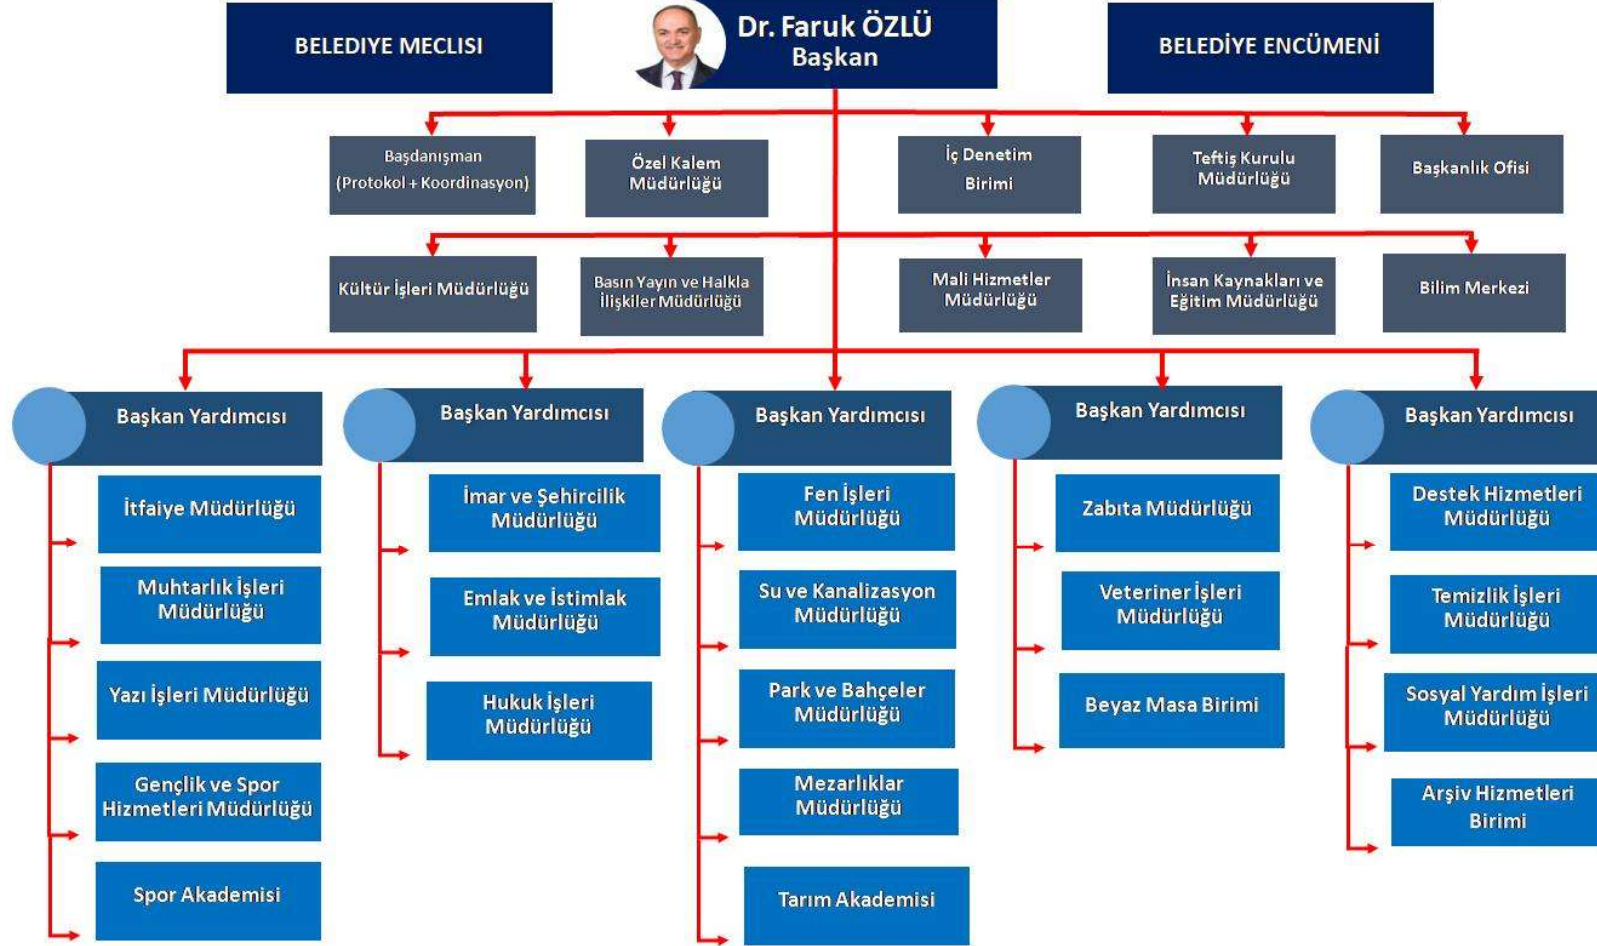 BELEDIYE MECLISI
Dr. Faruk ÖZLÜ
Başkan
BELEDİYE ENCÜMENİ
Başdanışman
(Protokol + Koordinasyon)
Özel Kalem
Müdürlüğü
İç Denetim
Birimi
Teftiş Kurulu
Müdürlüğü
Başkanlık Ofisi
Kültür İşleri Müdürlüğü
Basın Yayın ve Halkla
İlişkiler Müdürlüğü
Mali Hizmetler
Müdürlüğü
İnsan Kaynakları ve
Eğitim Müdürlüğü
Bilim Merkezi
Başkan Yardımcısı
İtfaiye Müdürlüğü
Muhtarlık İşleri
Müdürlüğü
Yazı İşleri Müdürlüğü
Gençlik ve Spor
Hizmetleri Müdürlüğü
Spor Akademisi
Başkan Yardımcısı
İmar ve Şehircilik
Müdürlüğü
Emlak ve İstimlak
Müdürlüğü
Hukuk İşleri
Müdürlüğü
Başkan Yardımcısı
Fen İşleri
Müdürlüğü
Su ve Kanalizasyon
Müdürlüğü
Park ve Bahçeler
Müdürlüğü
Mezarlıklar
Müdürlüğü
Tarım Akademisi
Başkan Yardımcısı
Zabıta Müdürlüğü
Veteriner İşleri
Müdürlüğü
Beyaz Masa Birimi
Başkan Yardımcısı
Destek Hizmetleri
Müdürlüğü
Temizlik İşleri
Müdürlüğü
Sosyal Yardım İşleri
Müdürlüğü
Arşiv Hizmetleri
Birimi